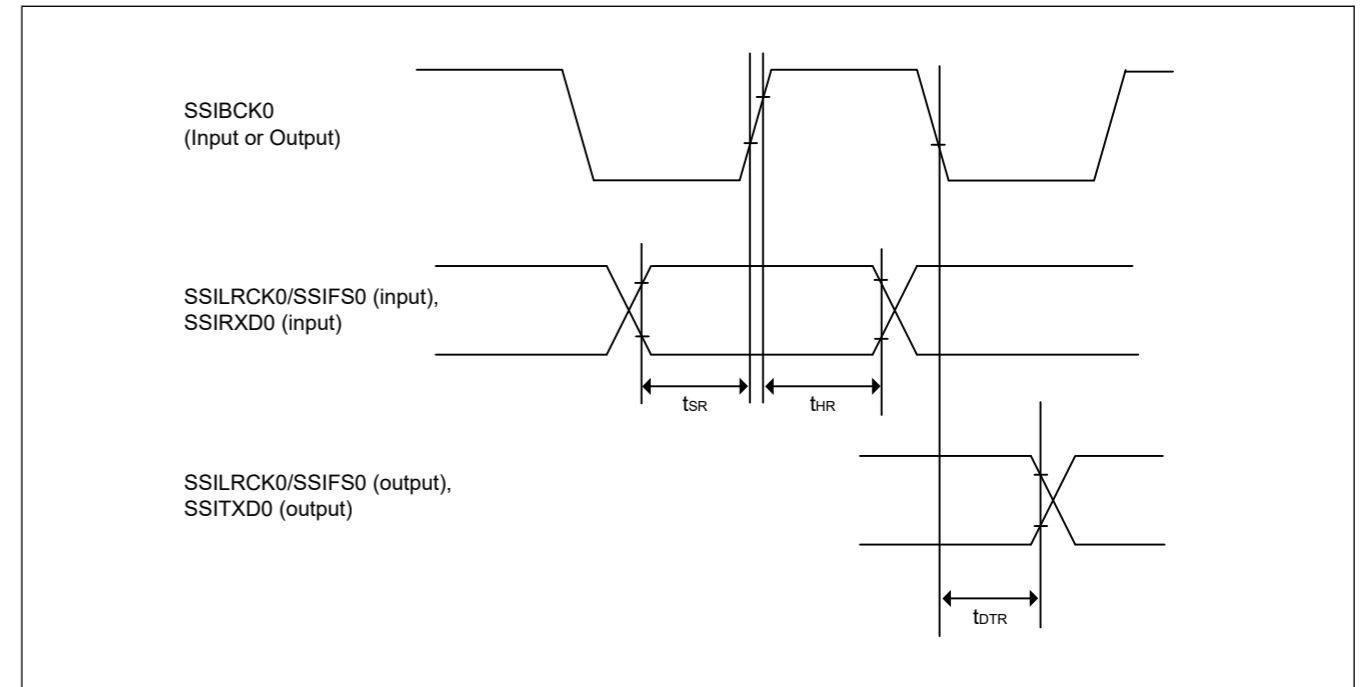 SSIBCK0
(Input or Output)
SSILRCK0/SSIFS0 (input),
SSIRXD0 (input)
tSR
tHR
SSILRCK0/SSIFS0 (output),
SSITXD0 (output)
tDTR